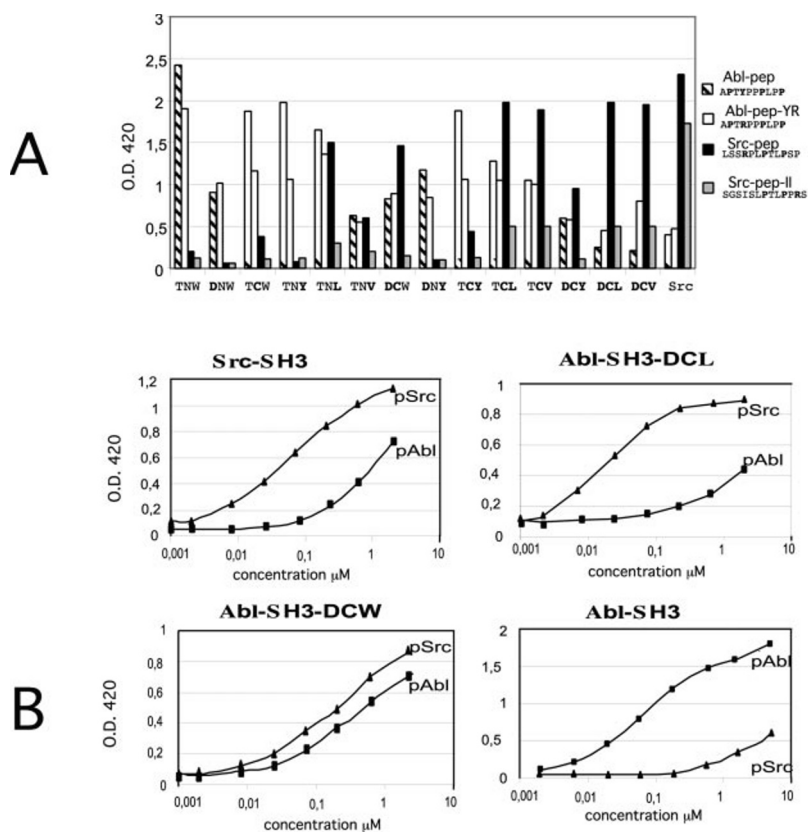 A
O.D. 420
3
2,5
2
1,5
1
0,5
0
TNW DNW TCW TNY TNL TNV DCW DNY TCY TCL TCV DCY DCL DCV Src
Abl-pep
APTYPPPLPP
Abl-pep-YR
APTRPPPLPP
Src-pep
LSSRPLPTLPSP
Src-pep-II
SGSISLPTLPPRS
B
Src-SH3
O.D. 420
1,2
1
0,8
0,6
0,4
0,2
0
0,001 0,01 0,1 1 10
concentration μM
pSrc
pAbl
Abl-SH3-DCL
1
0,8
0,6
0,4
0,2
0
0,001 0,01 0,1 1 10
concentration μM
pSrc
pAbl
Abl-SH3-DCW
O.D. 420
1
0,8
0,6
0,4
0,2
0
0,001 0,01 0,1 1 10
concentration μM
pSrc
pAbl
Abl-SH3
2
1,5
1
0,5
0
0,001 0,01 0,1 1 10
concentration μM
pAbl
pSrc